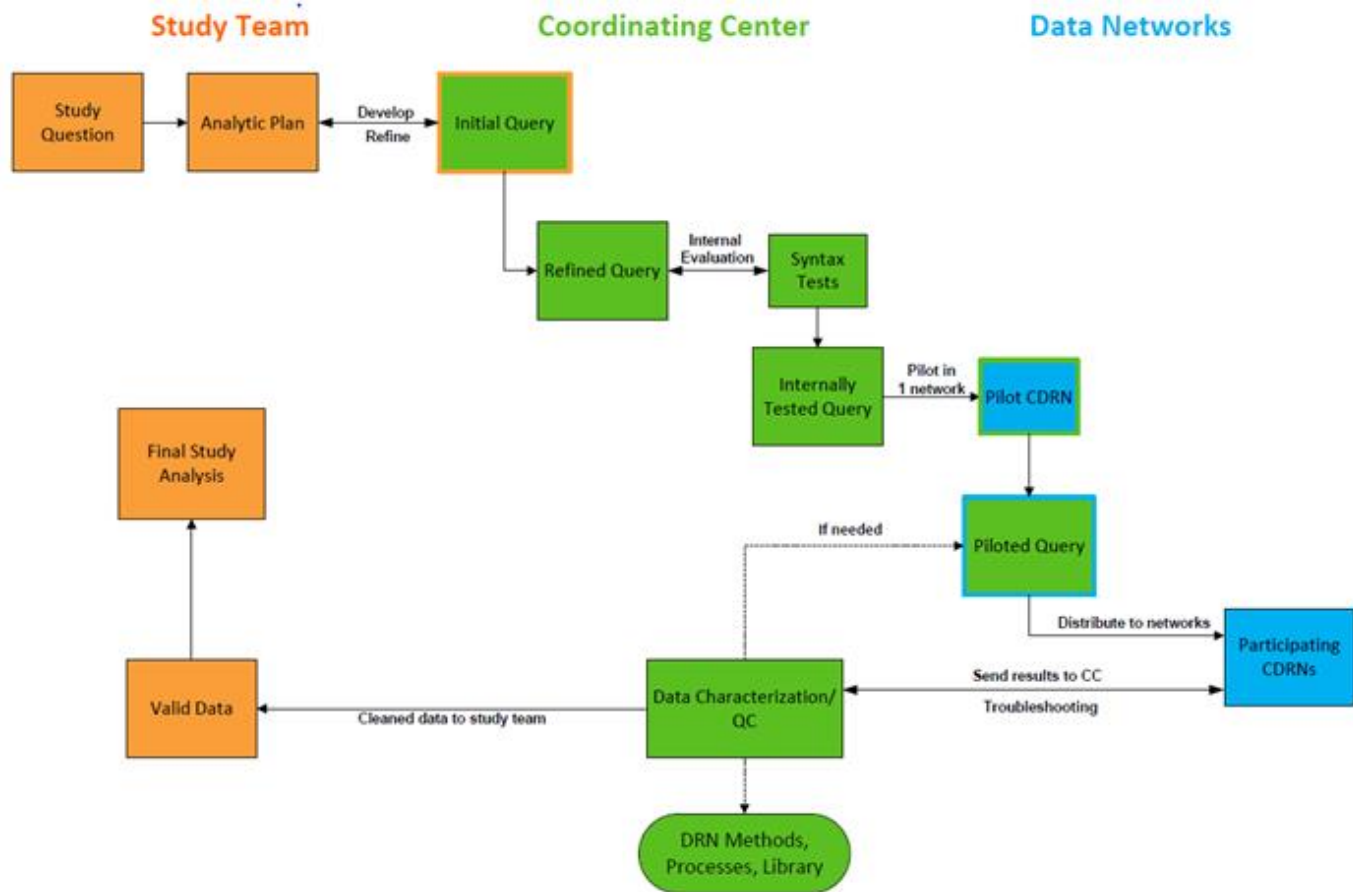 Study Team
Coordinating Center
Data Networks
Study
Question
Analytic Plan
Develop
Refine
Initial Query
Refined Query
Internal
Evaluation
Syntax
Tests
Internally
Tested Query
Pilot in
1 network
Pilot CDRN
Final Study
Analysis
If needed
Piloted Query
Distribute to networks
Participating
CDRNs
Send results to CC
Troubleshooting
Data Characterization/
QC
Cleaned data to study team
Valid Data
DRN Methods,
Processes, Library